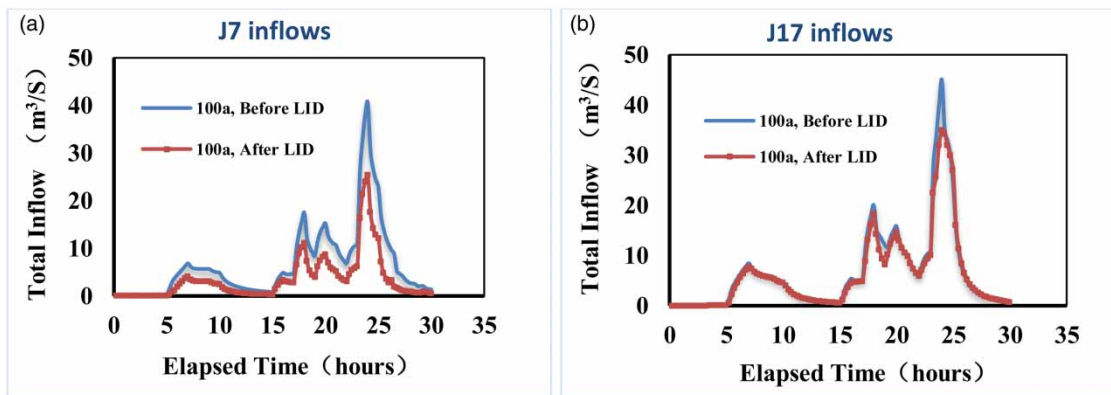 (a)
J7 inflows
Total Inflow （m³/S）
50
40
30
20
10
0
100a, Before LID
100a, After LID
0 5 10 15 20 25 30 35
Elapsed Time（hours）
(b)
J17 inflows
Total Inflow （m³/S）
50
40
30
20
10
0
100a, Before LID
100a, After LID
0 5 10 15 20 25 30 35
Elapsed Time（hours）